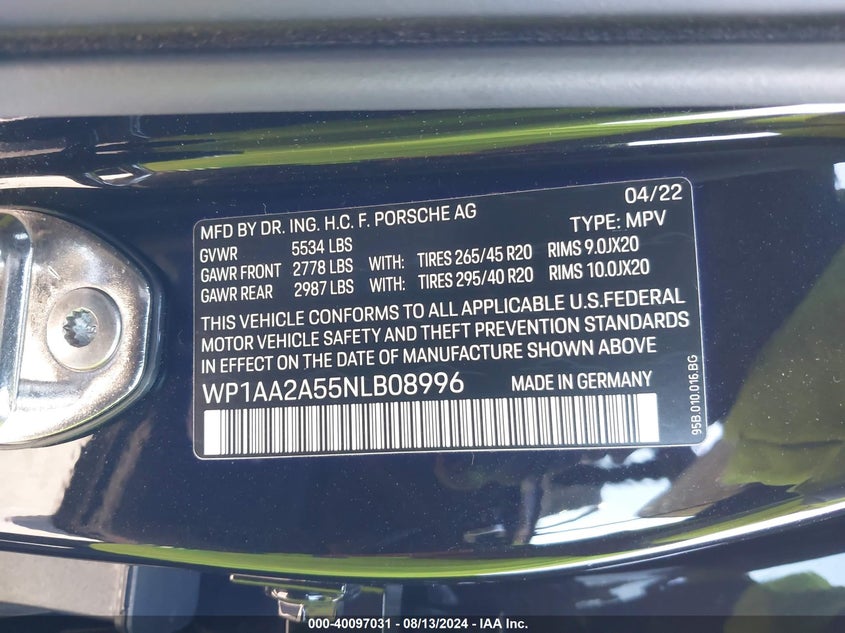 04/22
MFD BY DR. ING. H.C. F. PORSCHE AG TYPE: MPV
GVWR 5534 LBS
GAWR FRONT 2778 LBS WITH: TIRES 265/45 R20 RIMS 9.0JX20
GAWR REAR 2987 LBS WITH: TIRES 295/40 R20 RIMS 10.0JX20
THIS VEHICLE CONFORMS TO ALL APPLICABLE U.S.FEDERAL
MOTOR VEHICLE SAFETY AND THEFT PREVENTION STANDARDS
IN EFFECT ON THE DATE OF MANUFACTURE SHOWN ABOVE
WP1AA2A55NLB08996 MADE IN GERMANY
95B.010.016.BG
000-40097031 - 08/13/2024 - IAA Inc.